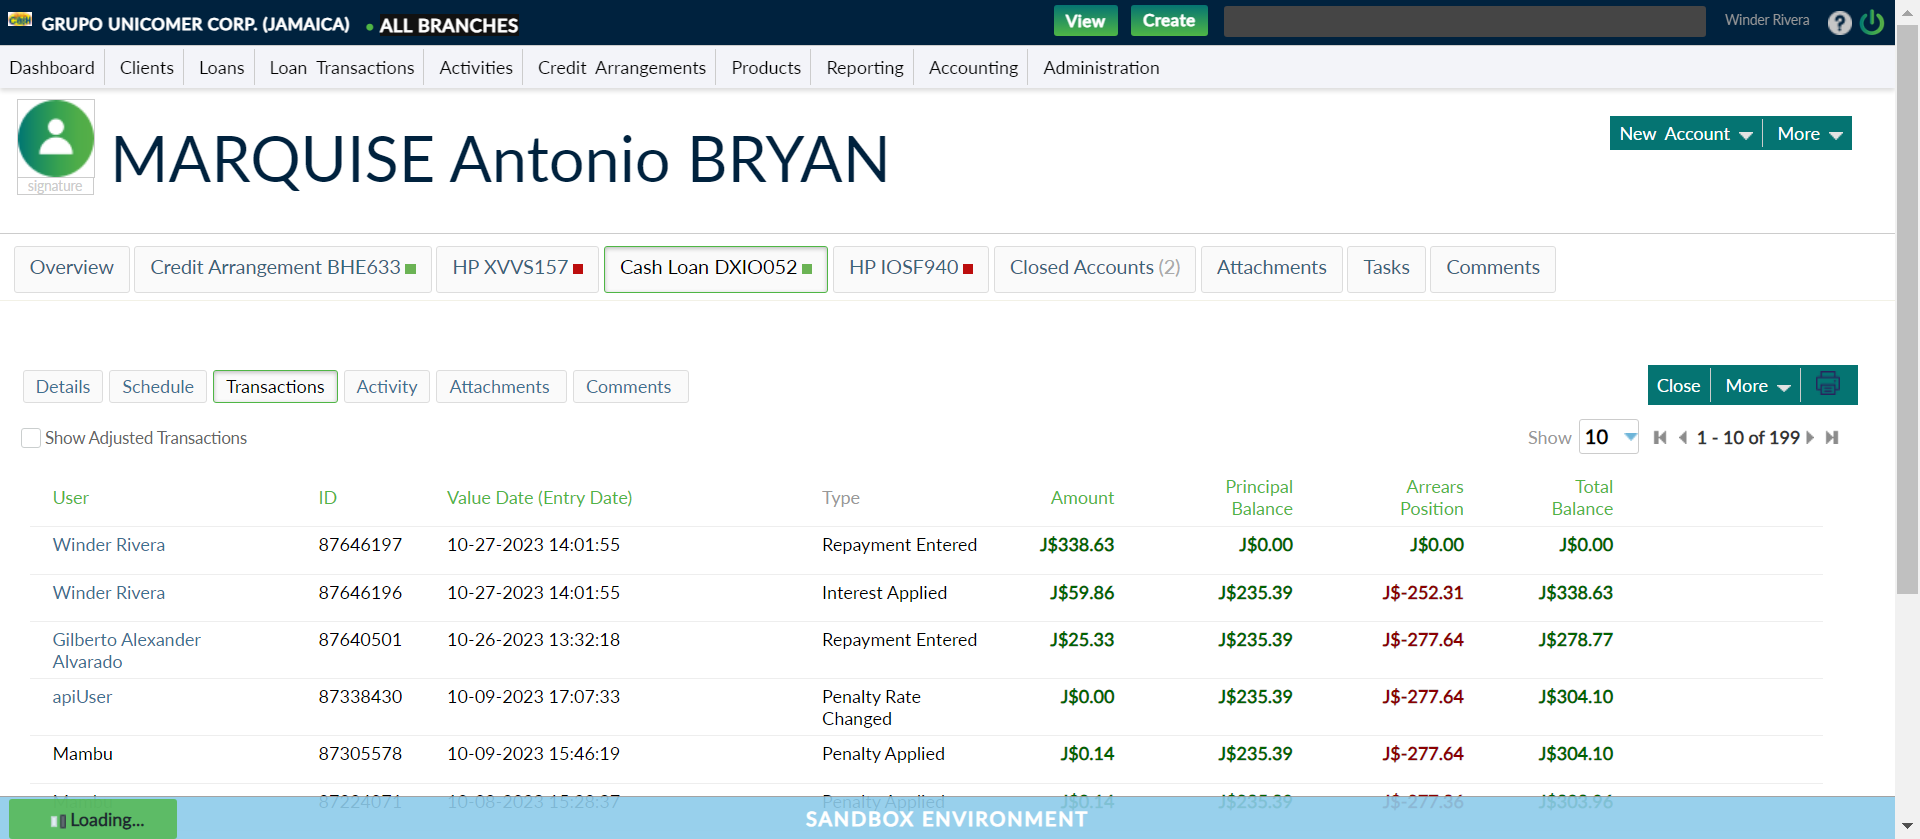 GRUPO UNICOMER CORP. (JAMAICA) ALL BRANCHES View Create Winder Rivera ?
Dashboard Clients Loans Loan Transactions Activities Credit Arrangements Products Reporting Accounting Administration
MARQUISE Antonio BRYAN
signature
New Account More
Overview Credit Arrangement BHE633 HP XVVS157 Cash Loan DXIO052 HP IOSF940 Closed Accounts (2) Attachments Tasks Comments
Details Schedule Transactions Activity Attachments Comments Close More
Show Adjusted Transactions Show 10 1 - 10 of 199
User ID Value Date (Entry Date) Type Amount Principal Balance Arrears Position Total Balance
Winder Rivera 87646197 10-27-2023 14:01:55 Repayment Entered J$338.63 J$0.00 J$0.00 J$0.00
Winder Rivera 87646196 10-27-2023 14:01:55 Interest Applied J$59.86 J$235.39 J$-252.31 J$338.63
Gilberto Alexander Alvarado 87640501 10-26-2023 13:32:18 Repayment Entered J$25.33 J$235.39 J$-277.64 J$278.77
apiUser 87338430 10-09-2023 17:07:33 Penalty Rate Changed J$0.00 J$235.39 J$-277.64 J$304.10
Mambu 87305578 10-09-2023 15:46:19 Penalty Applied J$0.14 J$235.39 J$-277.64 J$304.10
Mambu 87224071 10-08-2023 15:28:37 Penalty Applied J$0.14 J$235.39 J$-277.36 J$303.96
Loading... SANDBOX ENVIRONMENT